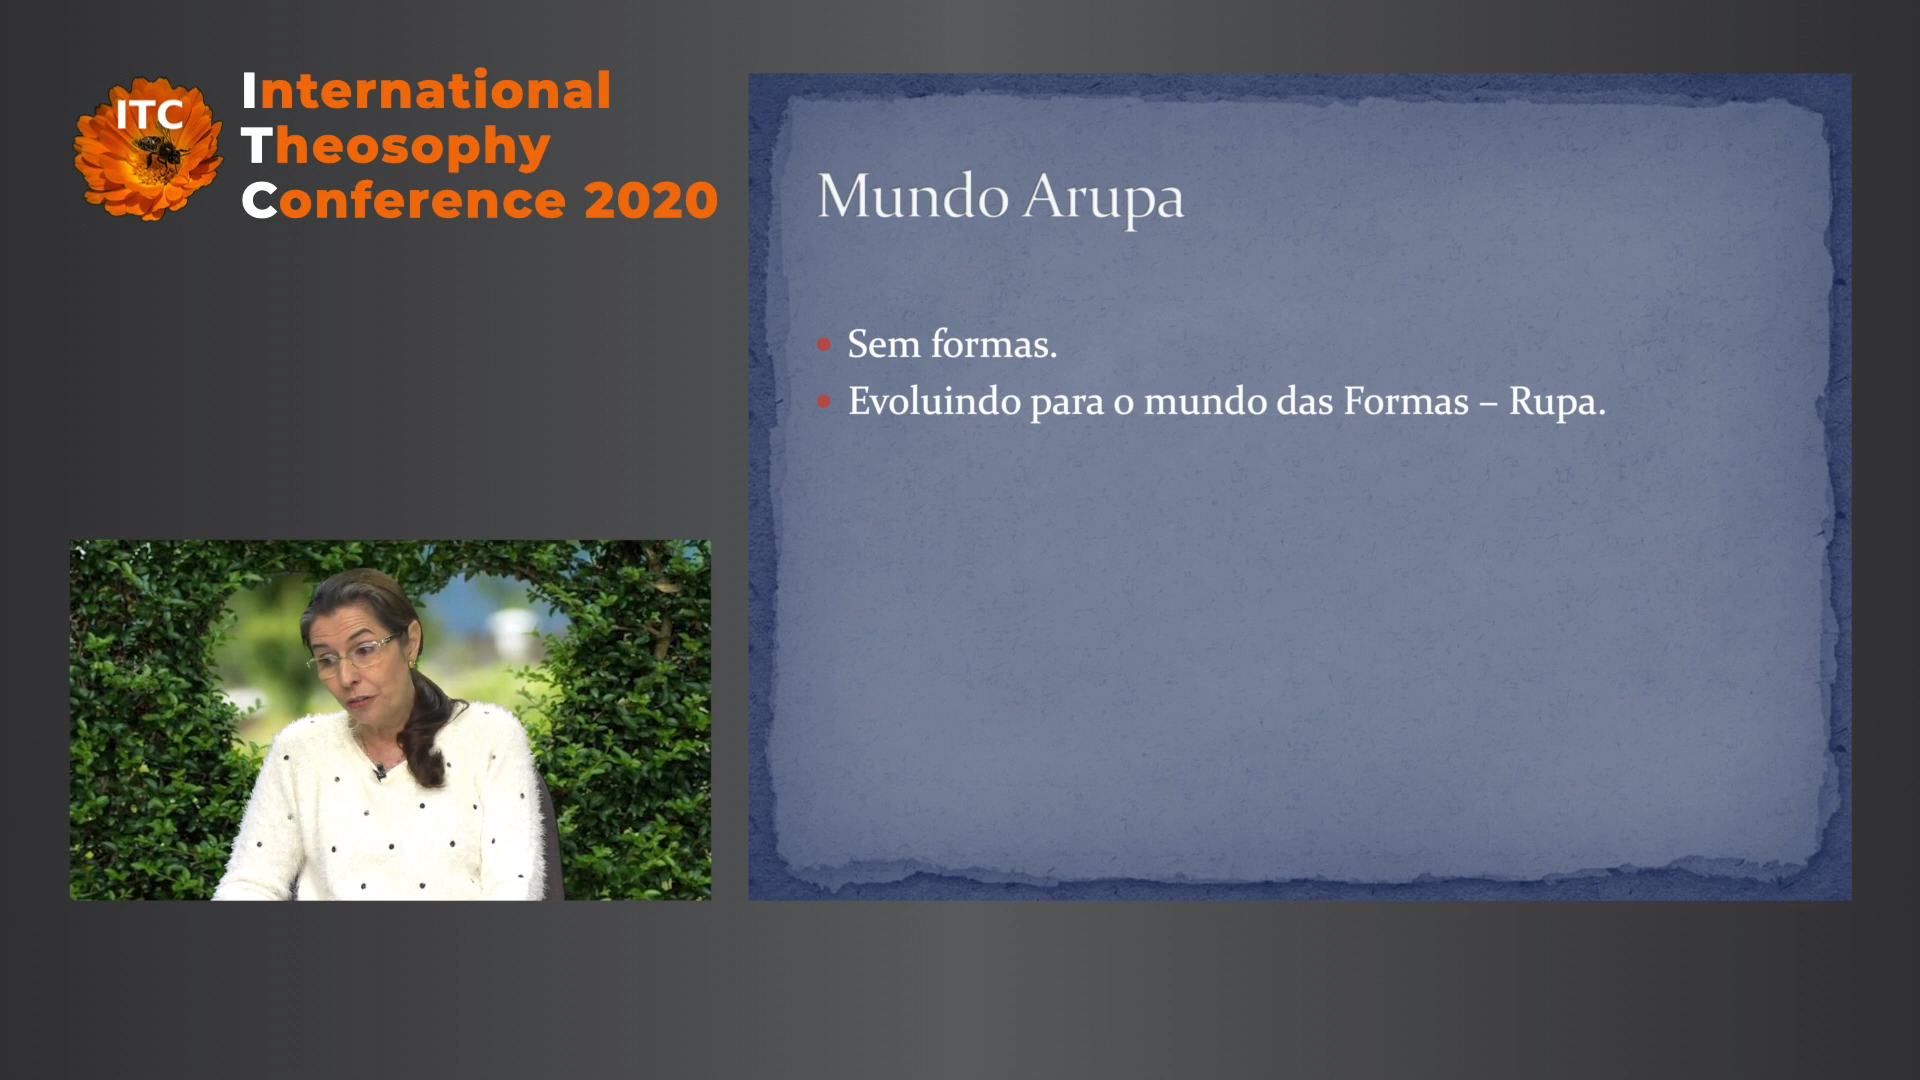 ITC
International
Theosophy
Conference 2020
Mundo Arupa
• Sem formas.
• Evoluindo para o mundo das Formas – Rupa.